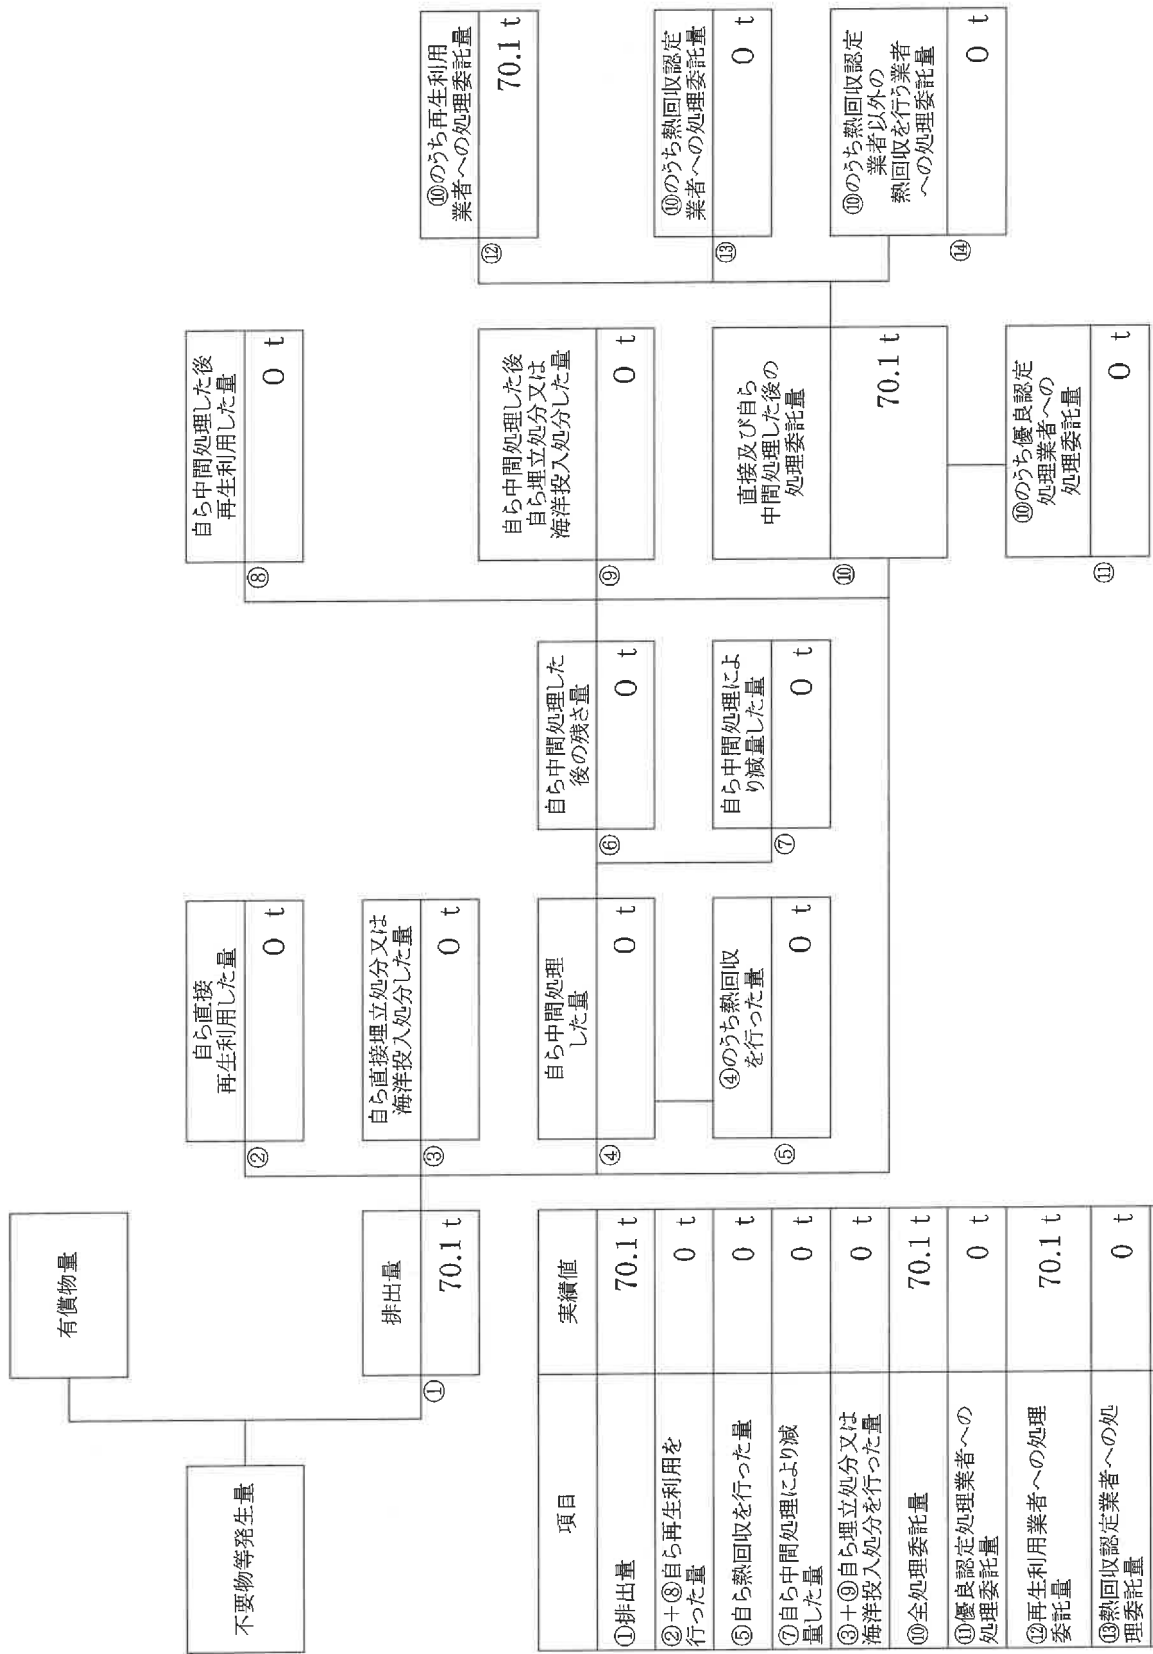 不要物等発生量
有償物量
排出量
①
70.1 t
自ら直接
再生利用した量
②
0 t
自ら直接埋立処分又は
海洋投入処分した量
③
0 t
自ら中間処理
した量
④
0 t
④のうち熱回収
を行った量
⑤
0 t
自ら中間処理した
後の残さ量
⑥
0 t
自ら中間処理によ
り減量した量
⑦
0 t
自ら中間処理した後
再生利用した量
⑧
0 t
自ら中間処理した後
自ら埋立処分又は
海洋投入処分した量
⑨
0 t
直接及び自ら
中間処理した後の
処理委託量
⑩
70.1 t
⑩のうち優良認定
処理業者への
処理委託量
⑪
0 t
⑩のうち再生利用
業者への処理委託量
⑫
70.1 t
⑩のうち熱回収認定
業者への処理委託量
⑬
0 t
⑩のうち熱回収認定
業者以外の
熱回収を行う業者
への処理委託量
⑭
0 t
項目 実績値
①排出量 70.1 t
②+⑧自ら再生利用を
行った量 0 t
⑤自ら熱回収を行った量 0 t
⑦自ら中間処理により減
量した量 0 t
③+⑨自ら埋立処分又は
海洋投入処分を行った量 0 t
⑩全処理委託量 70.1 t
⑪優良認定処理業者への
処理委託量 0 t
⑫再生利用業者への処理
委託量 70.1 t
⑬熱回収認定業者への処
理委託量 0 t